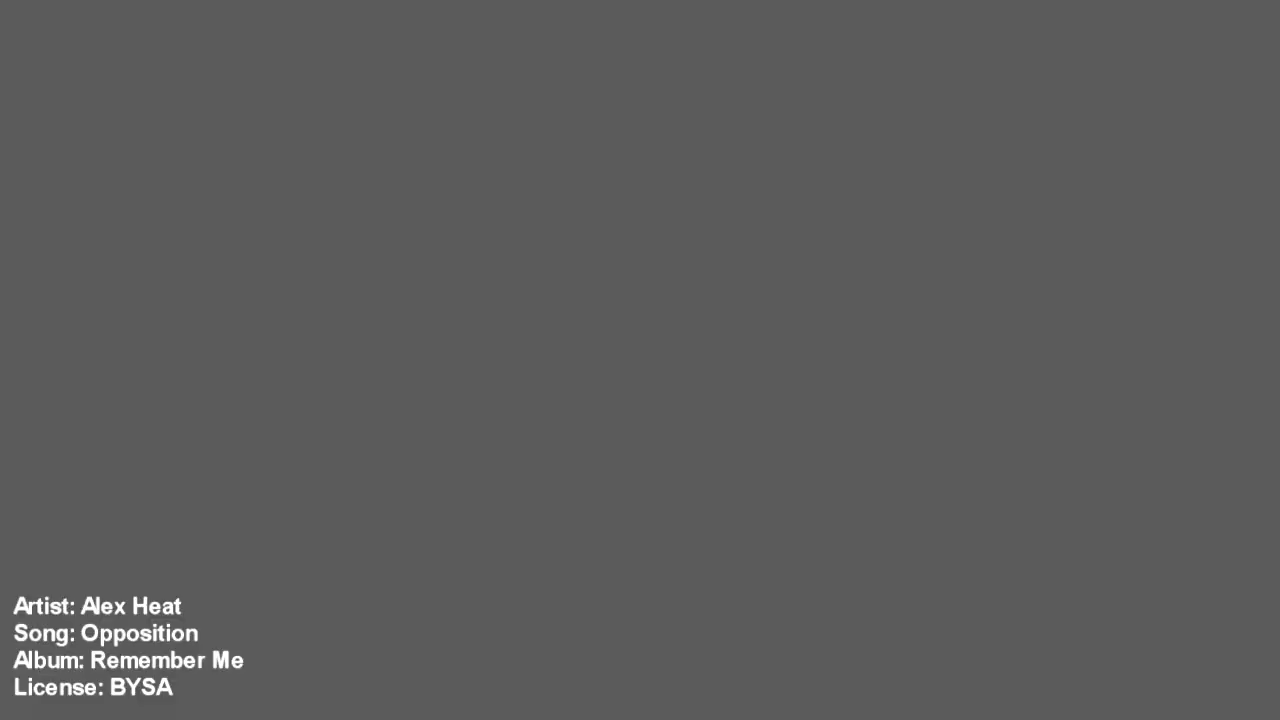 Artist: Alex Heat
Song: Opposition
Album: Remember Me
License: BYSA